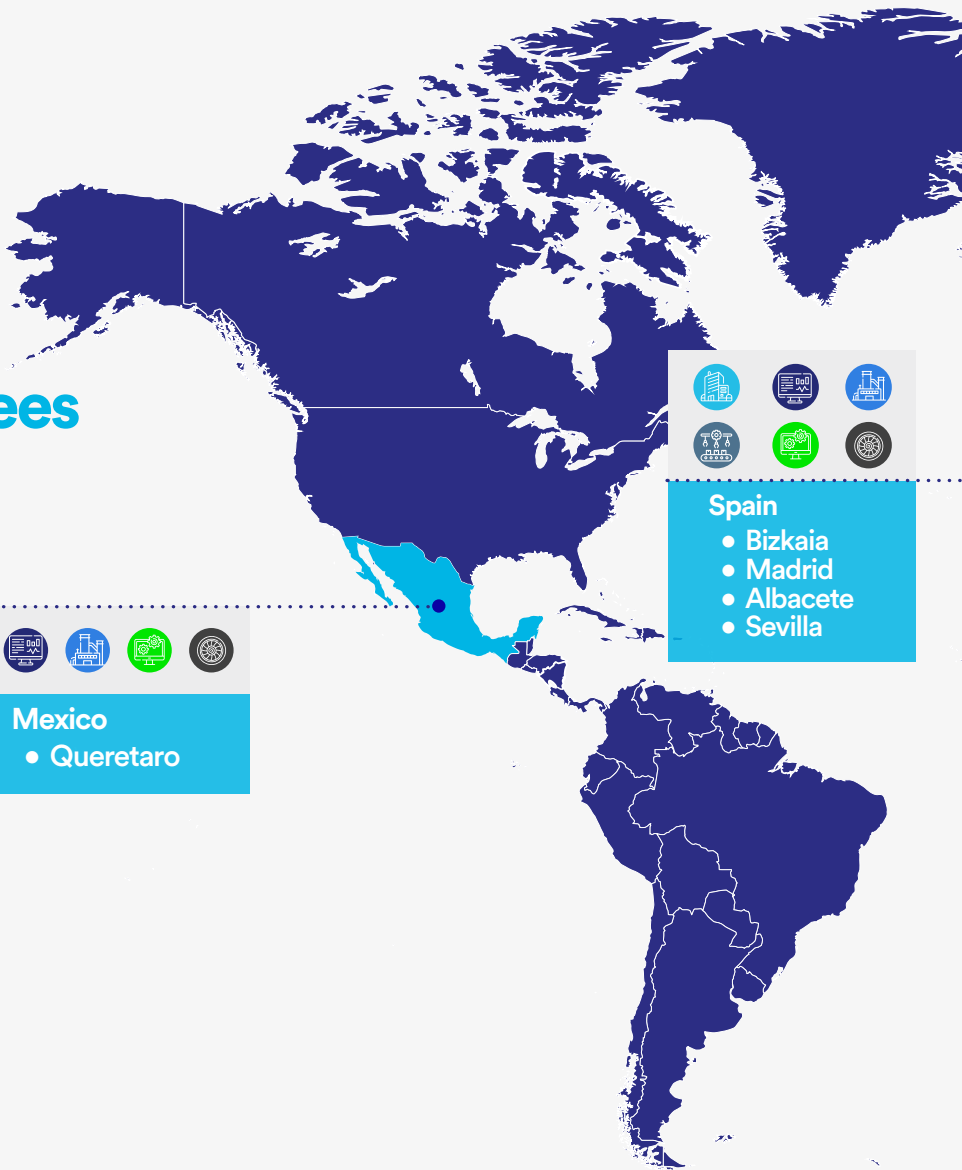 ees
Spain
• Bizkaia
• Madrid
• Albacete
• Sevilla
Mexico
• Queretaro